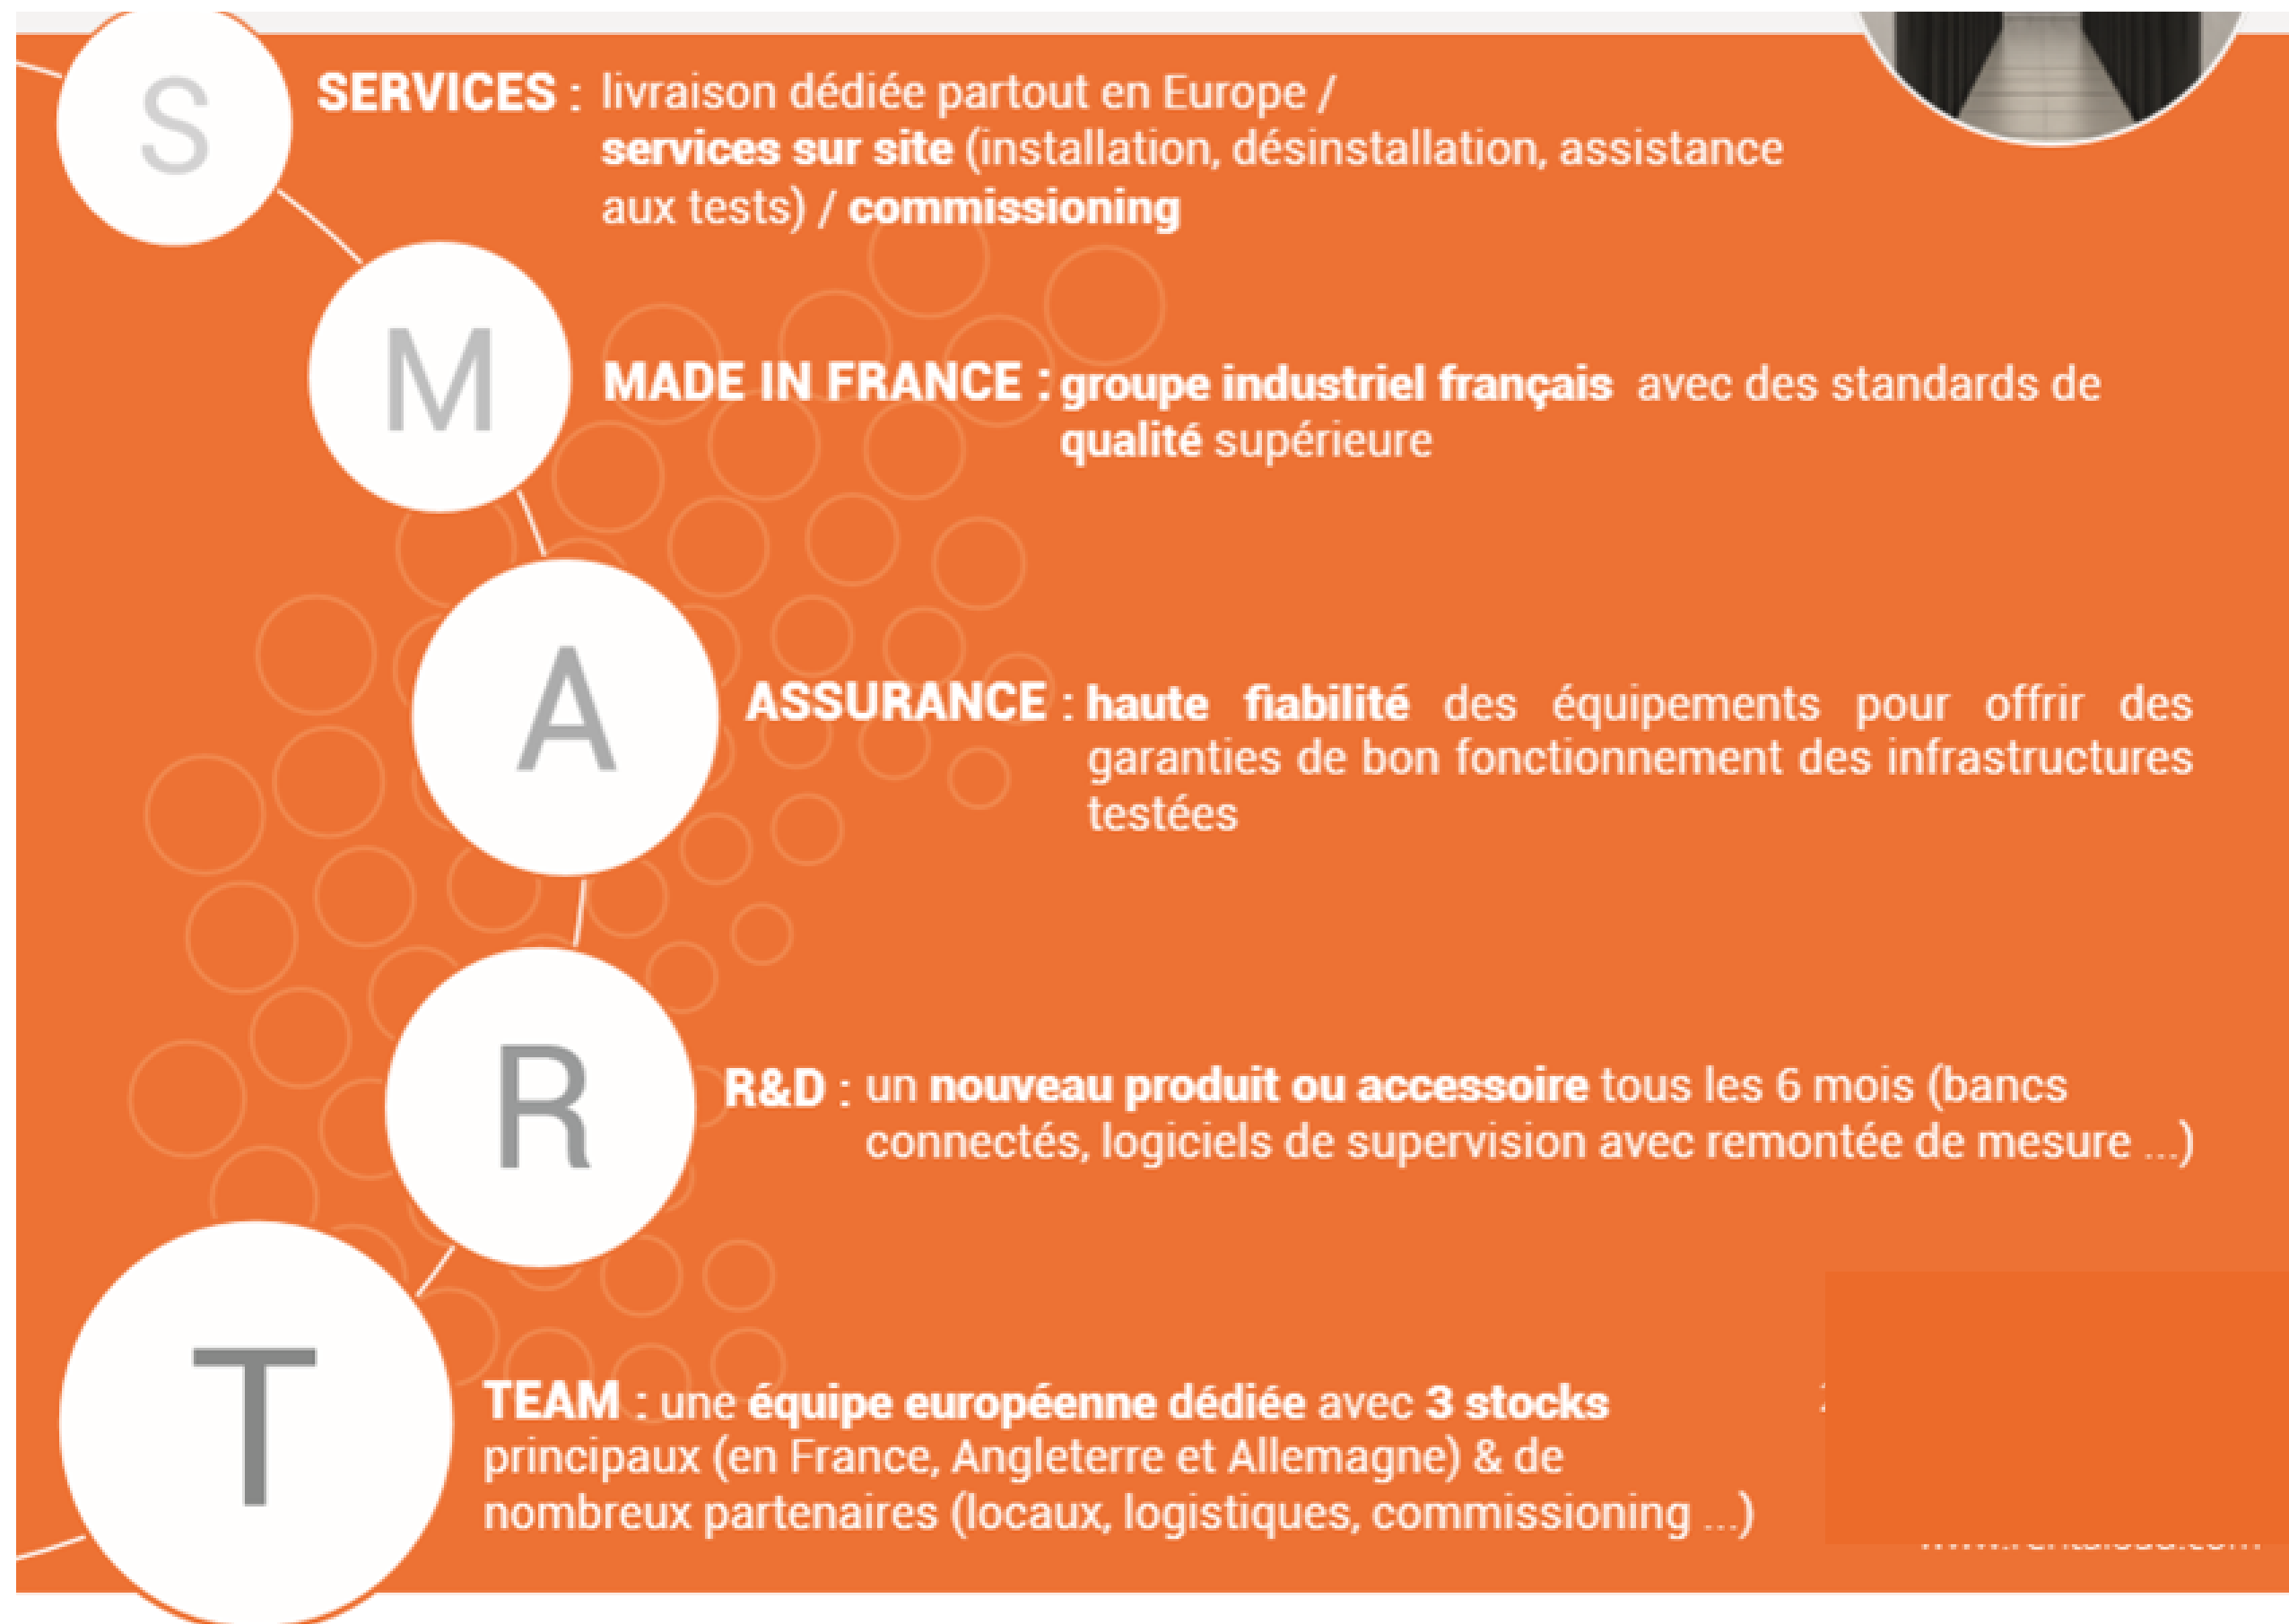 S
SERVICES : livraison dédiée partout en Europe /
services sur site (installation, désinstallation, assistance
aux tests) / commissioning
M
MADE IN FRANCE : groupe industriel français avec des standards de
qualité supérieure
A
ASSURANCE : haute fiabilité des équipements pour offrir des
garanties de bon fonctionnement des infrastructures
testées
R
R&D : un nouveau produit ou accessoire tous les 6 mois (bancs
connectés, logiciels de supervision avec remontée de mesure ...)
T
TEAM : une équipe européenne dédiée avec 3 stocks
principaux (en France, Angleterre et Allemagne) & de
nombreux partenaires (locaux, logistiques, commissioning ...)